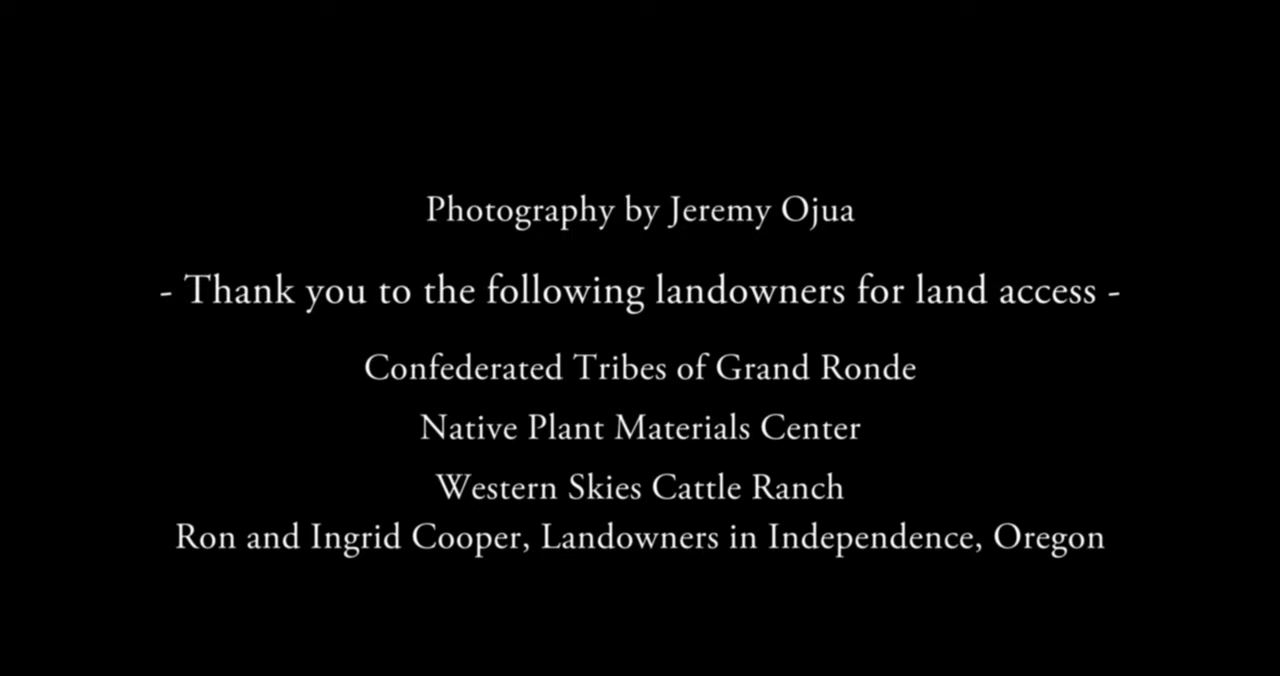 Photography by Jeremy Ojua
- Thank you to the following landowners for land access -
Confederated Tribes of Grand Ronde
Native Plant Materials Center
Western Skies Cattle Ranch
Ron and Ingrid Cooper, Landowners in Independence, Oregon